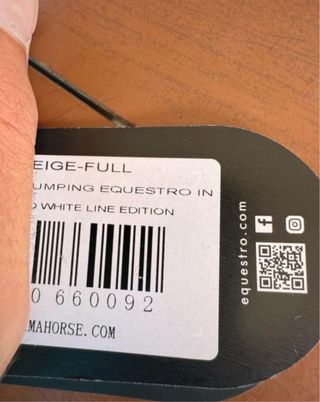 EIGE-FULL
UMPING EQUESTRO IN
WHITE LINE EDITION
0 660092
MAHORSE.COM
equestro.com